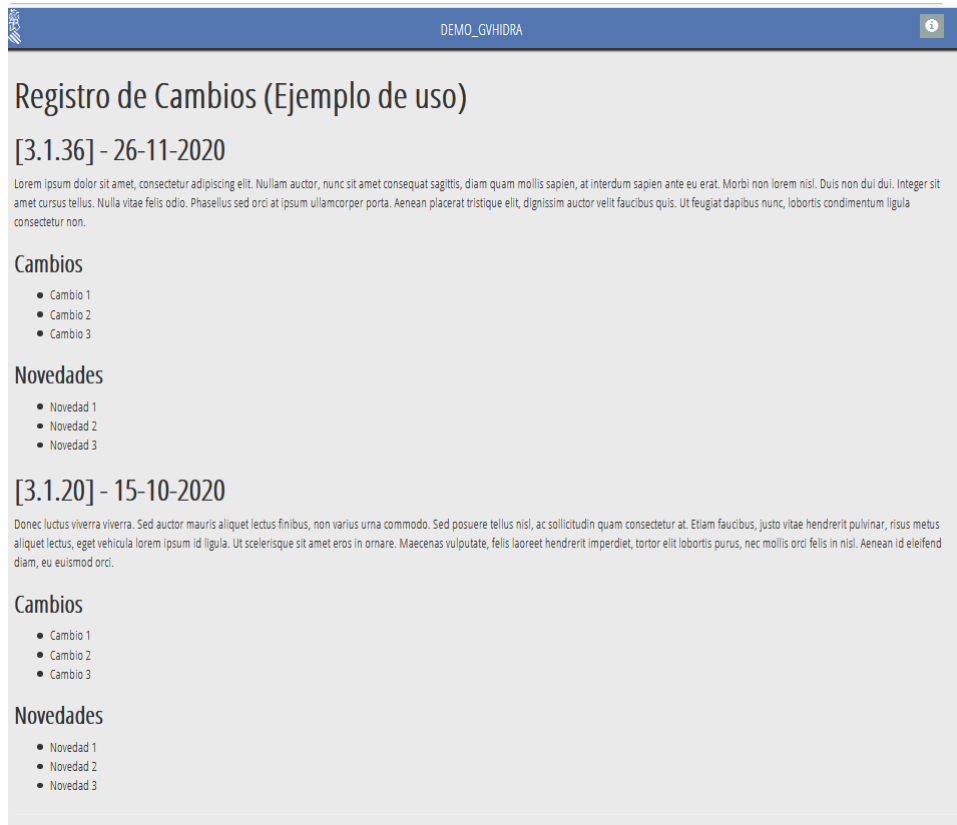 DEMO_GVHIDRA
Registro de Cambios (Ejemplo de uso)
[3.1.36] - 26-11-2020
Lorem ipsum dolor sit amet, consectetur adipiscing elit. Nullam auctor, nunc sit amet consequat sagittis, diam quam mollis sapien, at interdum sapien ante eu erat. Morbi non lorem nisl. Duis non dui dui. Integer sit
amet cursus tellus. Nulla vitae felis odio. Phasellus sed orci at ipsum ullamcorper porta. Aenean placerat tristique elit, dignissim auctor velit faucibus quis. Ut feugiat dapibus nunc, lobortis condimentum ligula
consectetur non.
Cambios
Cambio 1
Cambio 2
Cambio 3
Novedades
Novedad 1
Novedad 2
Novedad 3
[3.1.20] - 15-10-2020
Donec luctus viverra viverra. Sed auctor mauris aliquet lectus finibus, non varius urna commodo. Sed posuere tellus nisl, ac sollicitudin quam consectetur at. Etiam faucibus, justo vitae hendrerit pulvinar, risus metus
aliquet lectus, eget vehicula lorem ipsum id ligula. Ut scelerisque sit amet eros in ornare. Maecenas vulputate, felis laoreet hendrerit imperdiet, tortor elit lobortis purus, nec mollis orci felis in nisl. Aenean id eleifend
diam, eu euismod orci.
Cambios
Cambio 1
Cambio 2
Cambio 3
Novedades
Novedad 1
Novedad 2
Novedad 3